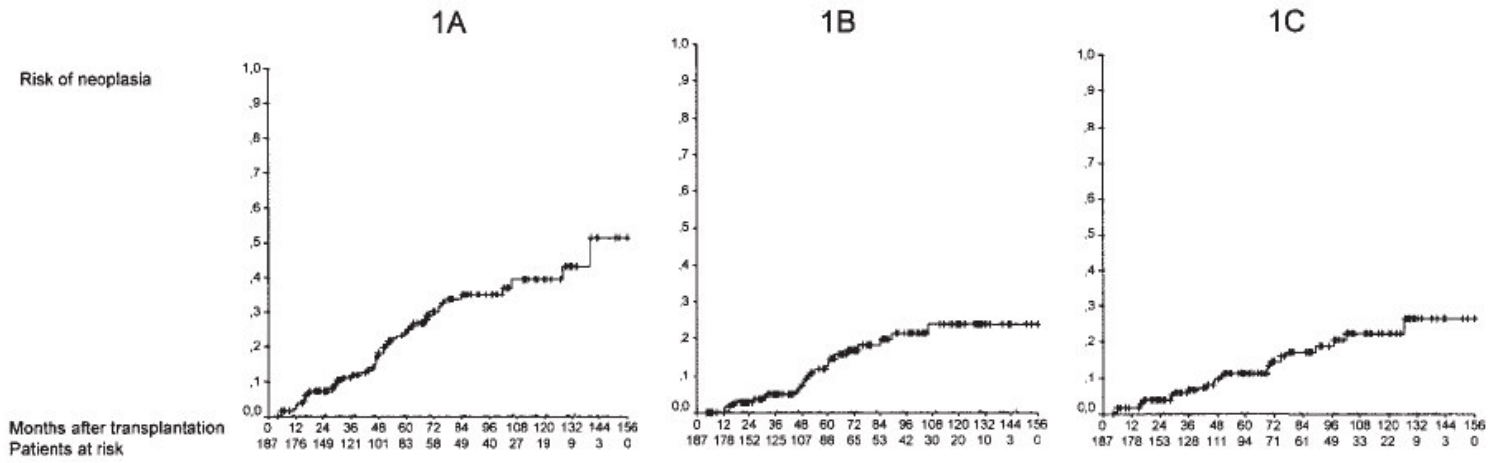 1A 1B 1C
Risk of neoplasia
1,0 1,0 1,0
,9 ,9 ,9
,8 ,8 ,8
,7 ,7 ,7
,6 ,6 ,6
,5 ,5 ,5
,4 ,4 ,4
,3 ,3 ,3
,2 ,2 ,2
,1 ,1 ,1
0,0 0,0 0,0
Months after transplantation 0 12 24 36 48 60 72 84 96 108 120 132 144 156 0 12 24 36 48 60 72 84 96 108 120 132 144 156 0 12 24 36 48 60 72 84 96 108 120 132 144 156
Patients at risk 187 176 149 121 101 83 58 49 40 27 19 9 3 0 187 178 152 125 107 88 65 53 42 30 20 10 3 0 187 178 153 128 111 94 71 61 49 33 22 9 3 0